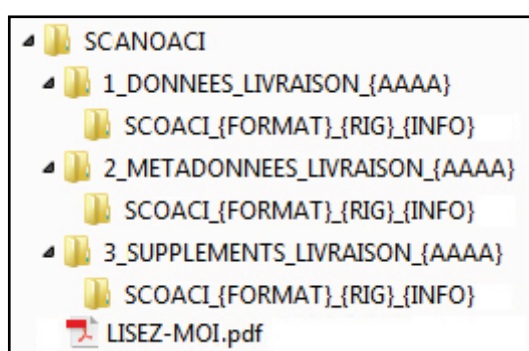 SCANOACI
1_DONNEES_LIVRAISON_{AAAA}
SCOACI_{FORMAT}_{RIG}_{INFO}
2_METADONNEES_LIVRAISON_{AAAA}
SCOACI_{FORMAT}_{RIG}_{INFO}
3_SUPPLEMENTS_LIVRAISON_{AAAA}
SCOACI_{FORMAT}_{RIG}_{INFO}
LISEZ-MOI.pdf